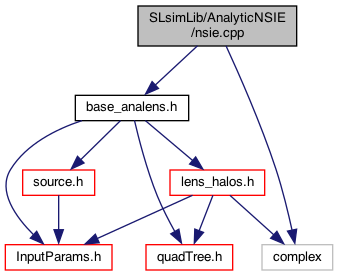 SLsimLib/AnalyticNSIE
/nsie.cpp
base_analens.h
source.h
lens_halos.h
InputParams.h
quadTree.h
complex